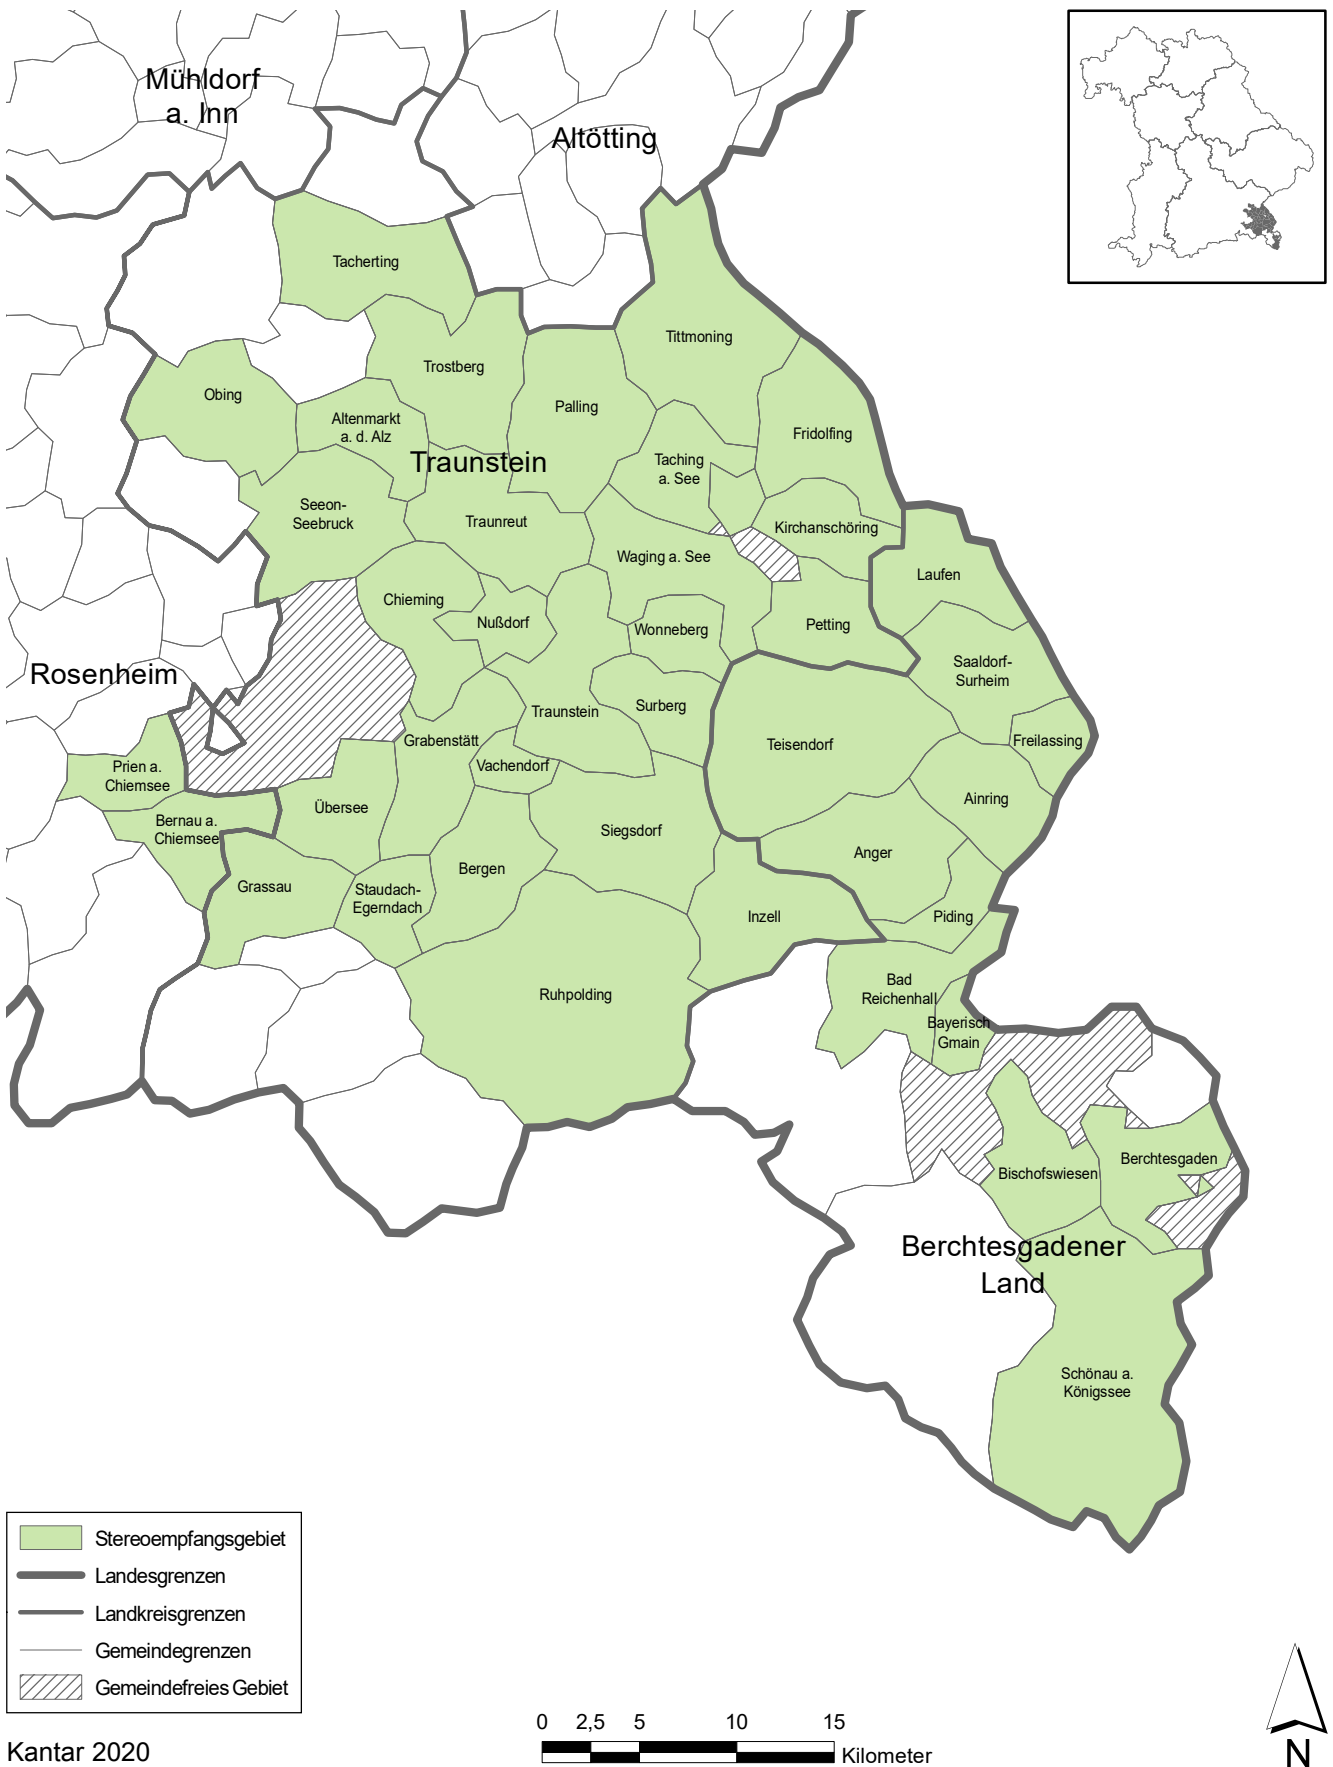 Mühldorf
a. Inn
Altötting
Tacherting
Tittmoning
Trostberg
Obing
Palling
Altenmarkt
a. d. Alz
Fridolfing
Traunstein
Taching
a. See
Seeon-
Seebruck
Traunreut
Kirchanschöring
Waging a. See
Laufen
Chieming
Nußdorf
Wonneberg
Petting
Rosenheim
Saaldorf-
Surheim
Traunstein
Surberg
Grabenstätt
Teisendorf
Freilassing
Vachendorf
Prien a.
Chiemsee
Übersee
Ainring
Bernau a.
Chiemsee
Siegsdorf
Anger
Bergen
Grassau
Staudach-
Egerndach
Inzell
Piding
Ruhpolding
Bad
Reichenhall
Bayerisch
Gmain
Berchtesgaden
Bischofswiesen
Berchtesgadener
Land
Schönau a.
Königssee
Stereoempfangsgebiet
Landesgrenzen
Landkreisgrenzen
Gemeindegrenzen
Gemeindefreies Gebiet
Kantar 2020
0 2,5 5 10 15
Kilometer
N